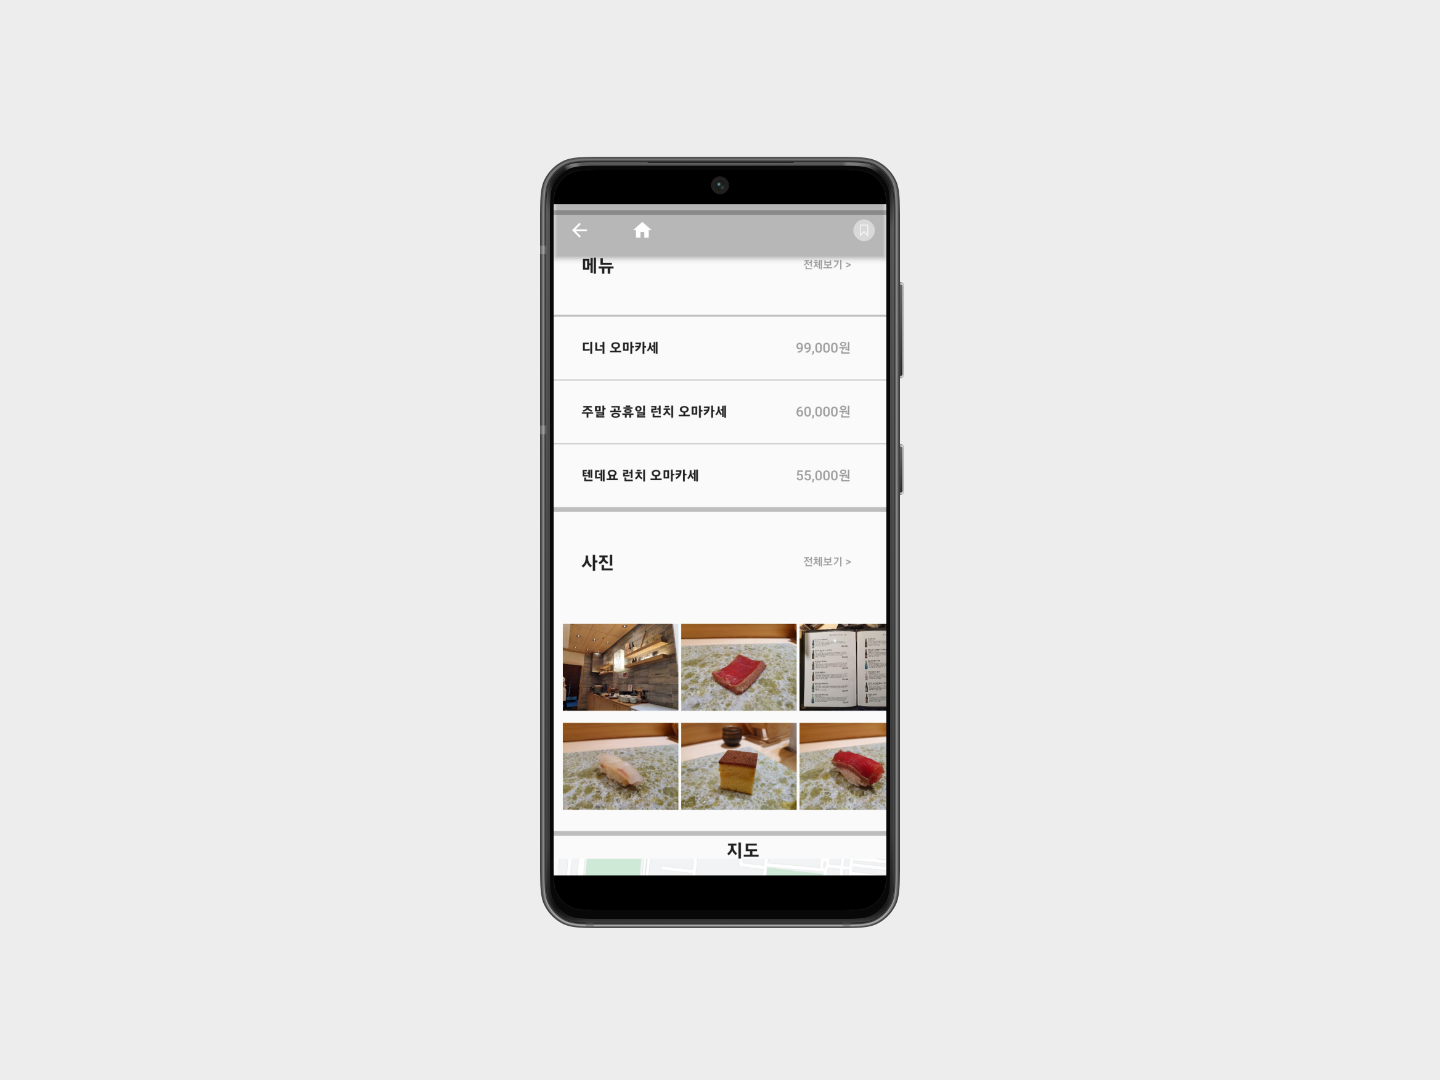 메뉴 전체보기 >
디너 오마카세 99,000원
주말 공휴일 런치 오마카세 60,000원
텐데요 런치 오마카세 55,000원
사진 전체보기 >
지도